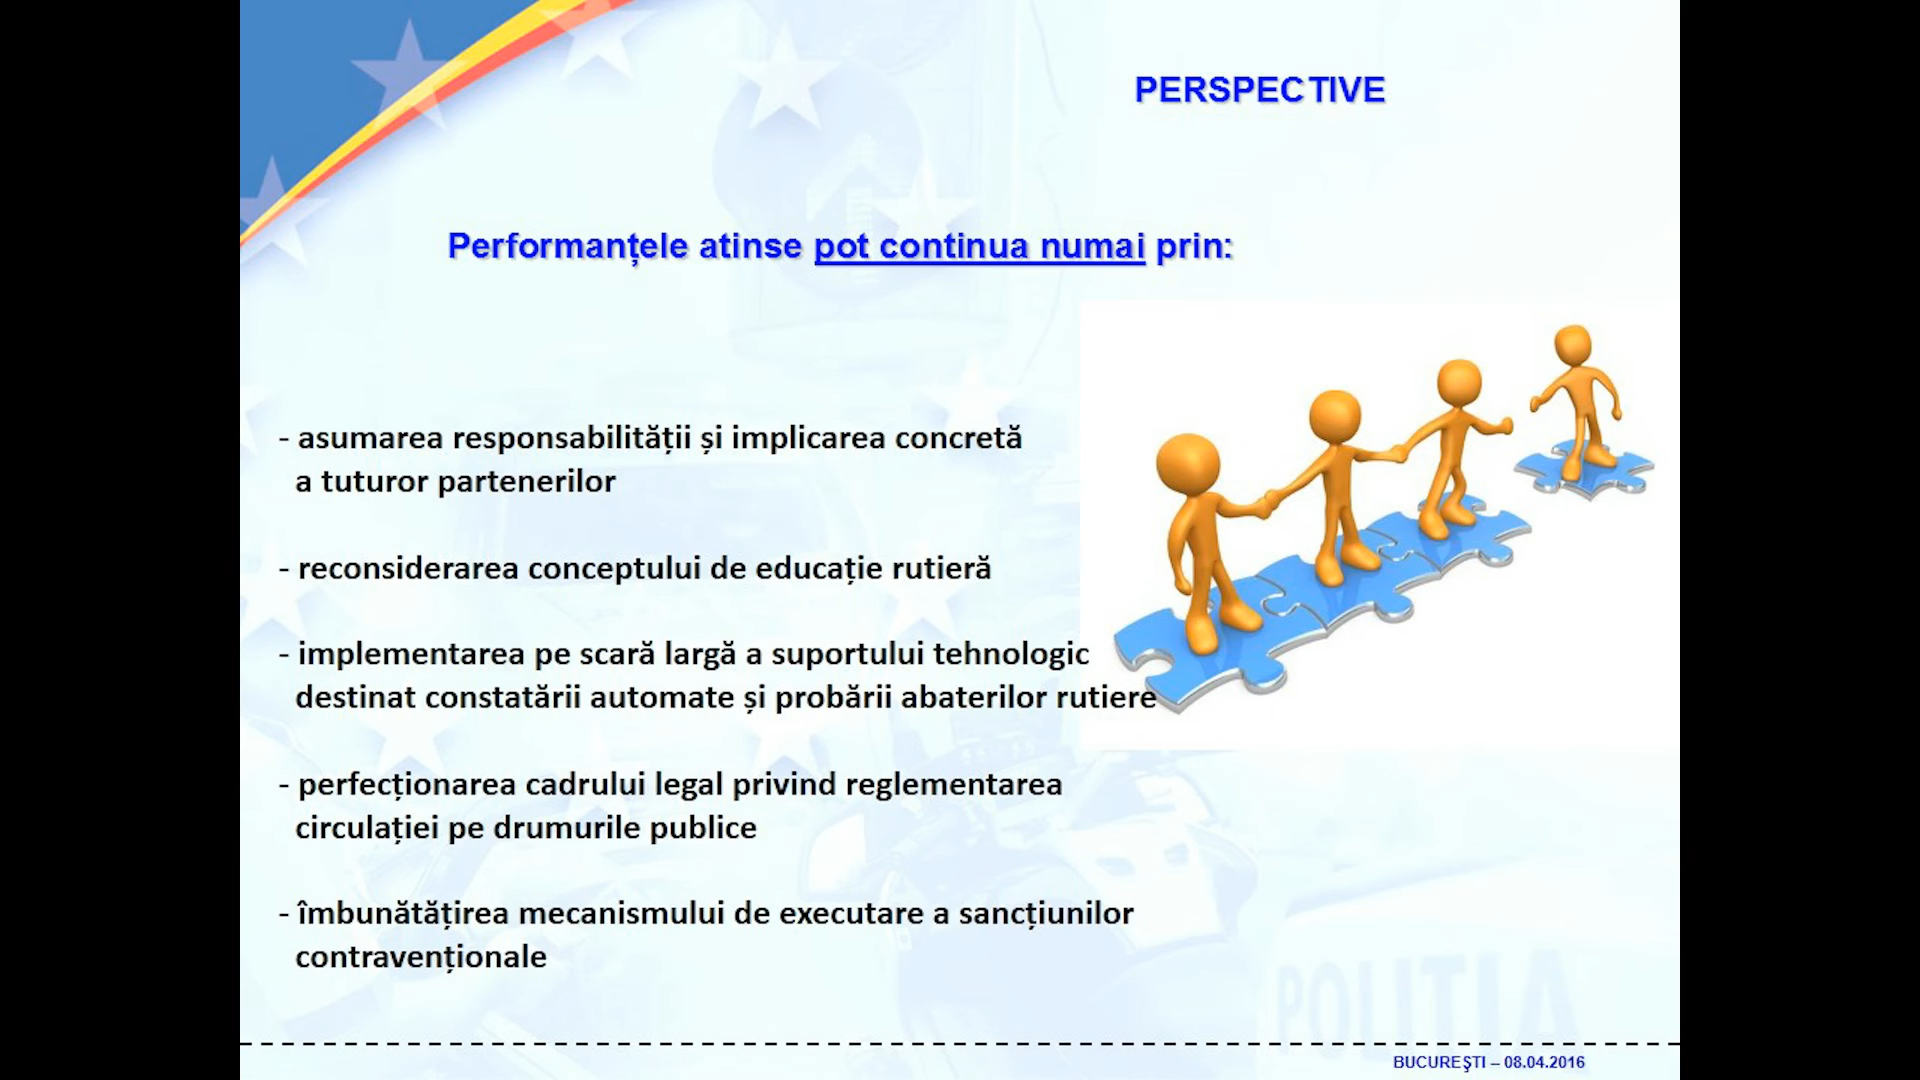 PERSPECTIVE
Performanțele atinse pot continua numai prin:
- asumarea responsabilității și implicarea concretă
a tuturor partenerilor
- reconsiderarea conceptului de educație rutieră
- implementarea pe scară largă a suportului tehnologic
destinat constatării automate și probării abaterilor rutiere
- perfecționarea cadrului legal privind reglementarea
circulației pe drumurile publice
- îmbunătățirea mecanismului de executare a sancțiunilor
contravenționale
POLIȚIA
BUCUREŞTI – 08.04.2016